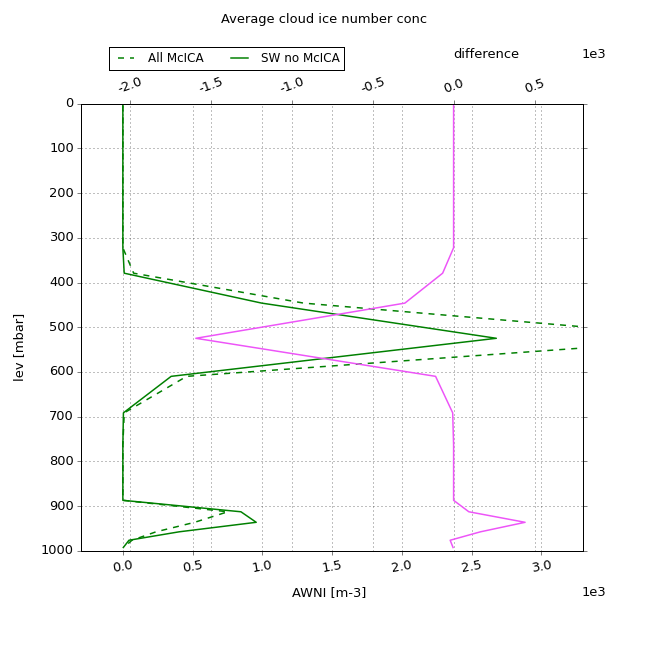 Average cloud ice number conc
All McICA SW no McICA
difference 1e3
-2.0 -1.5 -1.0 -0.5 0.0 0.5
0
100
200
300
400
500
600
700
800
900
1000
lev [mbar]
0.0 0.5 1.0 1.5 2.0 2.5 3.0
AWNI [m-3] 1e3